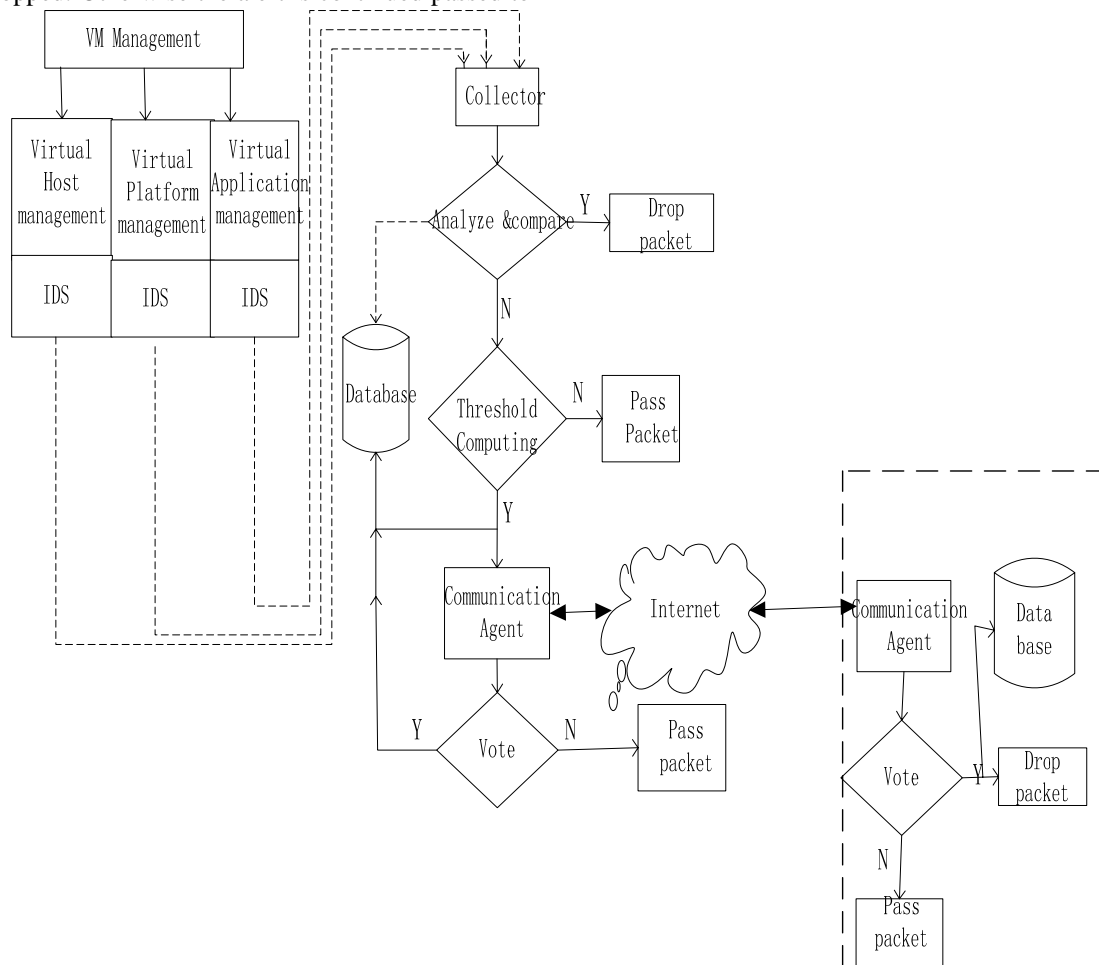 VM Management
Collector
Virtual
Host
management
Virtual
Platform
management
Virtual
Application
management
IDS
IDS
IDS
Analyze &compare
Y
Drop
packet
N
Database
Threshold
Computing
N
Pass
Packet
Y
Communication
Agent
Internet
Communication
Agent
Data
base
Vote
Y
N
Pass
packet
Vote
Y
Drop
packet
N
Pass
packet